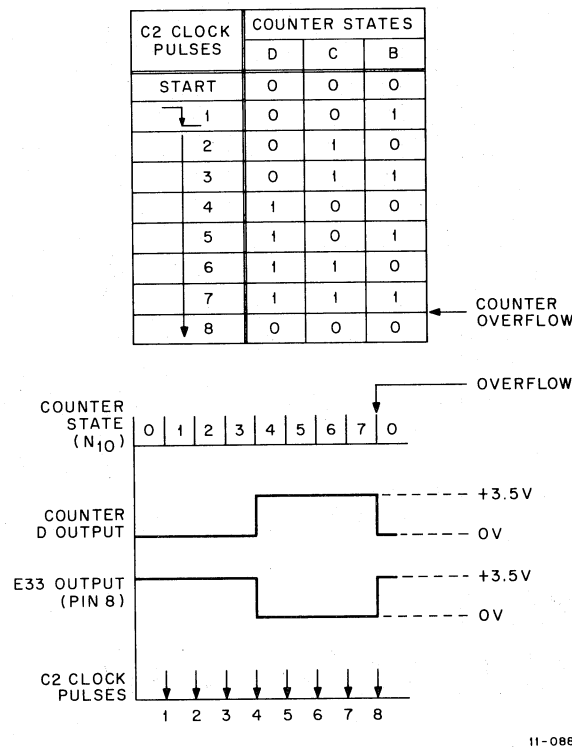 C2 CLOCK PULSES COUNTER STATES
D C B
START 0 0 0
1 0 0 1
2 0 1 0
3 0 1 1
4 1 0 0
5 1 0 1
6 1 1 0
7 1 1 1
8 0 0 0
COUNTER
OVERFLOW
OVERFLOW
COUNTER
STATE
(N10)
0 1 2 3 4 5 6 7 0
COUNTER
D OUTPUT
+3.5V
0V
E33 OUTPUT
(PIN 8)
+3.5V
0V
C2 CLOCK
PULSES
1 2 3 4 5 6 7 8
11-088